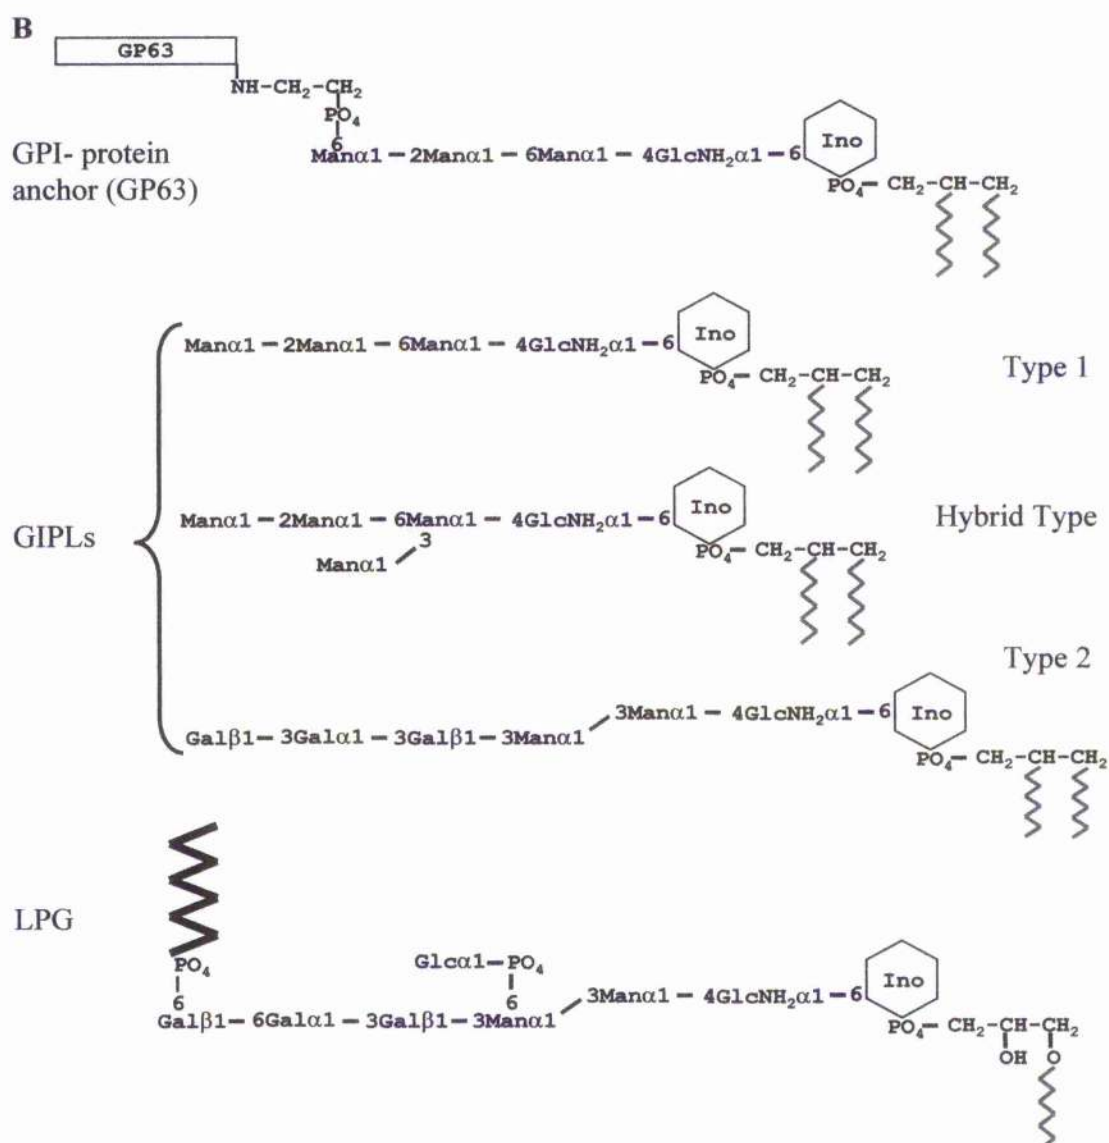 B
GP63
NH–CH₂–CH₂
PO₄
6
GPI- protein
anchor (GP63)
Manα1 – 2Manα1 – 6Manα1 – 4GlcNH₂α1 – 6
Ino
PO₄– CH₂–CH–CH₂
Manα1 – 2Manα1 – 6Manα1 – 4GlcNH₂α1 – 6
Ino
PO₄– CH₂–CH–CH₂
Type 1
GIPLs
Manα1 – 2Manα1 – 6Manα1 – 4GlcNH₂α1 – 6
Ino
3
Manα1
PO₄– CH₂–CH–CH₂
Hybrid Type
Type 2
3Manα1 – 4GlcNH₂α1 – 6
Ino
Galβ1 – 3Galα1 – 3Galβ1 – 3Manα1
PO₄– CH₂–CH–CH₂
LPG
PO₄
6
Glcα1 – PO₄
6
3Manα1 – 4GlcNH₂α1 – 6
Ino
Galβ1 – 6Galα1 – 3Galβ1 – 3Manα1
PO₄– CH₂–CH–CH₂
OH O